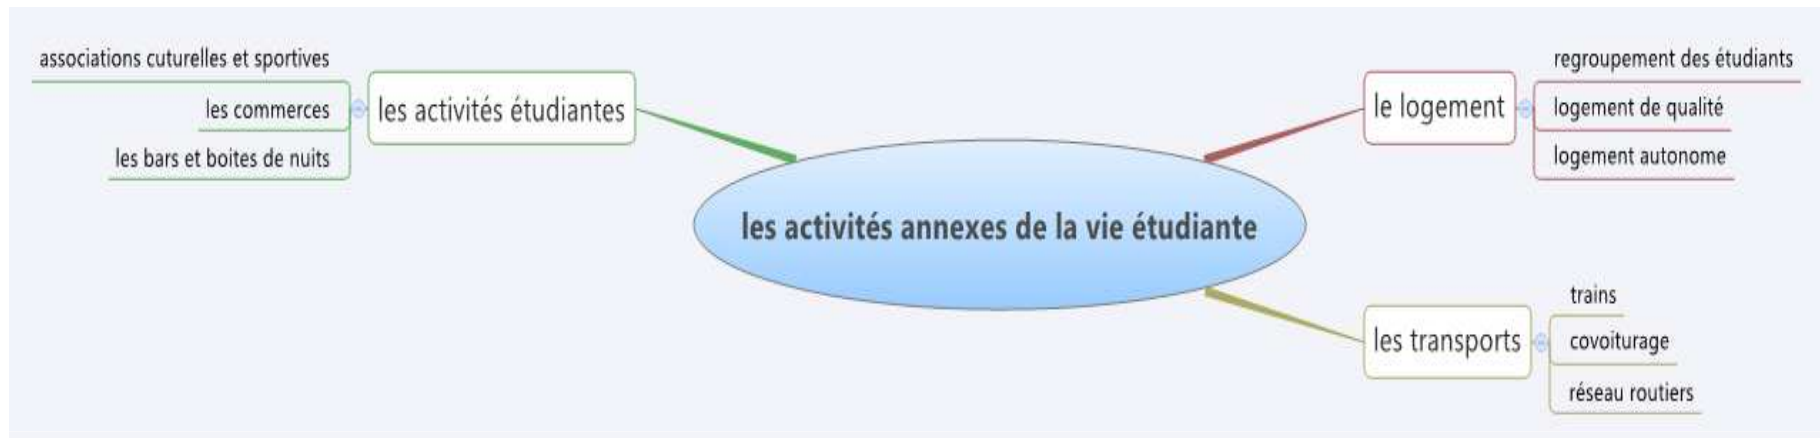 associations cuturelles et sportives
les commerces
les bars et boites de nuits
les activités étudiantes
les activités annexes de la vie étudiante
le logement
regroupement des étudiants
logement de qualité
logement autonome
les transports
trains
covoiturage
réseau routiers